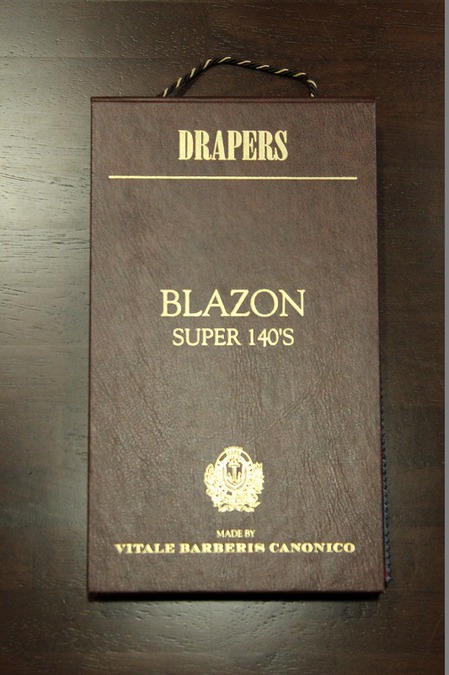 DRAPERS
BLAZON
SUPER 140'S
MADE BY
VITALE BARBERIS CANONICO